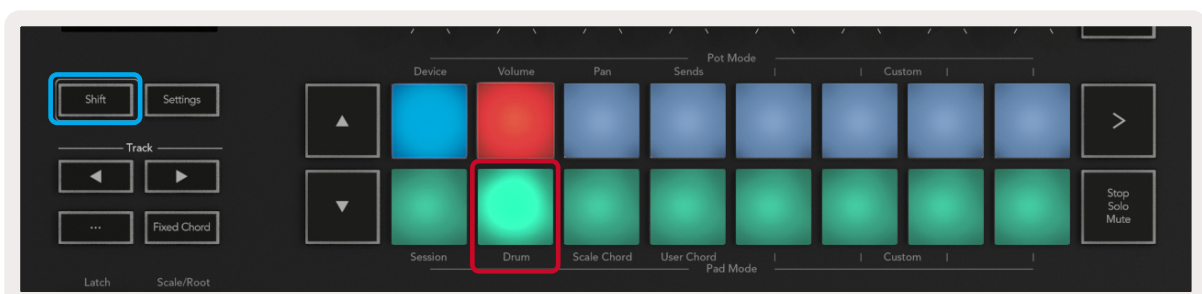 Pot Mode
Device Volume Pan Sends Custom
Shift Settings
Track
Stop
Solo
Mute
... Fixed Chord
Session Drum Scale Chord User Chord Custom
Pad Mode
Latch Scale/Root